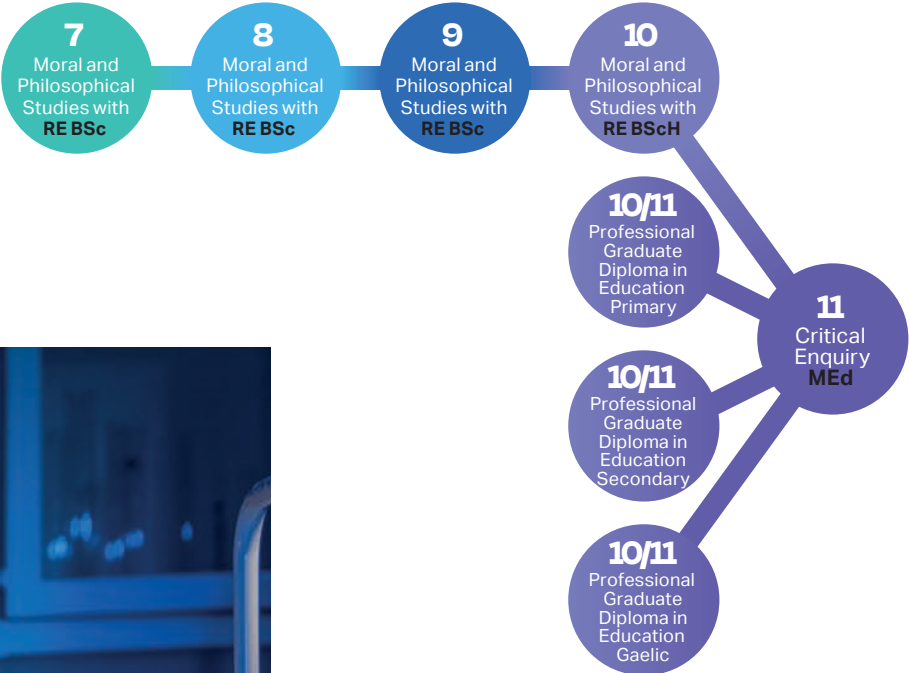 7
Moral and
Philosophical
Studies with
RE BSc
8
Moral and
Philosophical
Studies with
RE BSc
9
Moral and
Philosophical
Studies with
RE BSc
10
Moral and
Philosophical
Studies with
RE BScH
10/11
Professional
Graduate
Diploma in
Education
Primary
11
Critical
Enquiry
MEd
10/11
Professional
Graduate
Diploma in
Education
Secondary
10/11
Professional
Graduate
Diploma in
Education
Gaelic